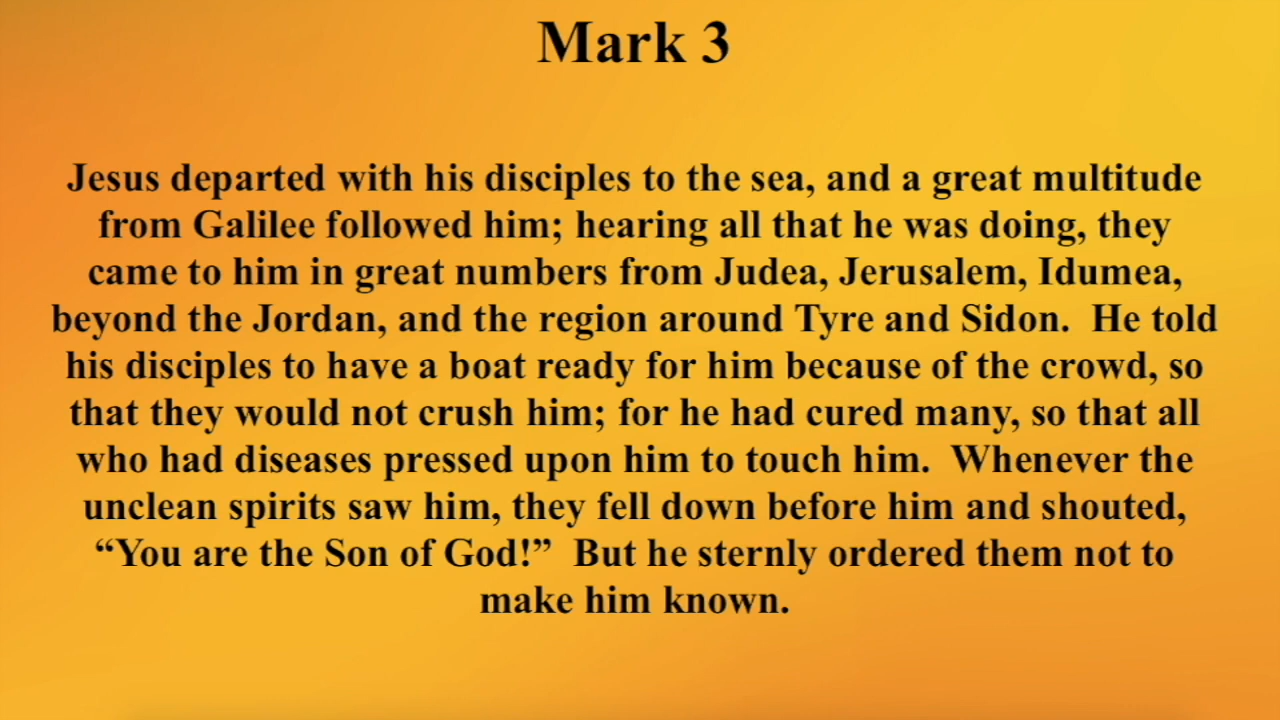 Mark 3
Jesus departed with his disciples to the sea, and a great multitude
from Galilee followed him; hearing all that he was doing, they
came to him in great numbers from Judea, Jerusalem, Idumea,
beyond the Jordan, and the region around Tyre and Sidon.  He told
his disciples to have a boat ready for him because of the crowd, so
that they would not crush him; for he had cured many, so that all
who had diseases pressed upon him to touch him.  Whenever the
unclean spirits saw him, they fell down before him and shouted,
“You are the Son of God!”  But he sternly ordered them not to
make him known.